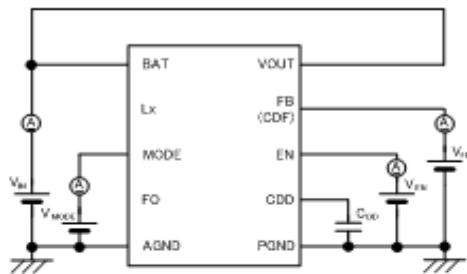 BAT
VOUT
Lx
FB
(CDF)
A
A
MODE
EN
A
A
VIN
VMODE
FO
CDD
CDD
VEN
AGND
PGND